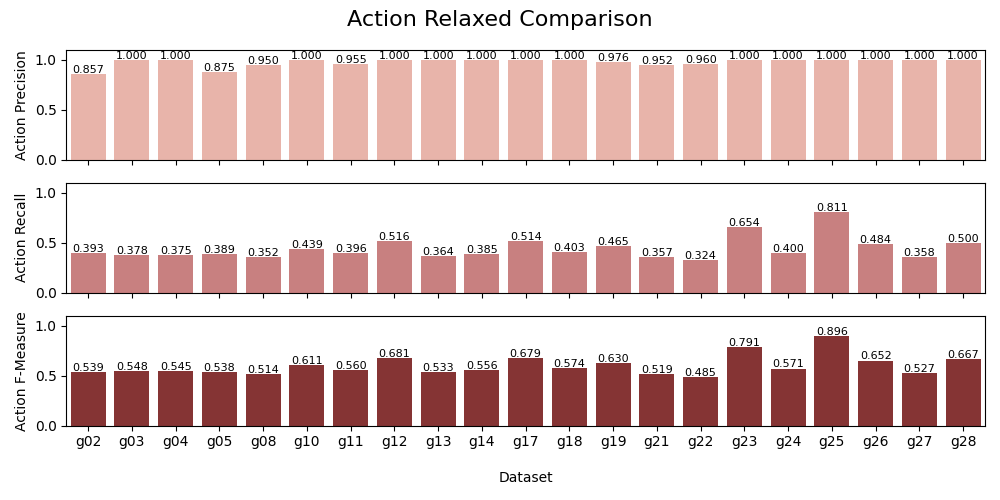 Action Relaxed Comparison
Action Precision
1.0
0.5
0.0
0.857 1.000 1.000 0.875 0.950 1.000 0.955 1.000 1.000 1.000 1.000 1.000 0.976 0.952 0.960 1.000 1.000 1.000 1.000 1.000 1.000
Action Recall
1.0
0.5
0.0
0.393 0.378 0.375 0.389 0.352 0.439 0.396 0.516 0.364 0.385 0.514 0.403 0.465 0.357 0.324 0.654 0.400 0.811 0.484 0.358 0.500
Action F-Measure
1.0
0.5
0.0
0.539 0.548 0.545 0.538 0.514 0.611 0.560 0.681 0.533 0.556 0.679 0.574 0.630 0.519 0.485 0.791 0.571 0.896 0.652 0.527 0.667
g02 g03 g04 g05 g08 g10 g11 g12 g13 g14 g17 g18 g19 g21 g22 g23 g24 g25 g26 g27 g28
Dataset